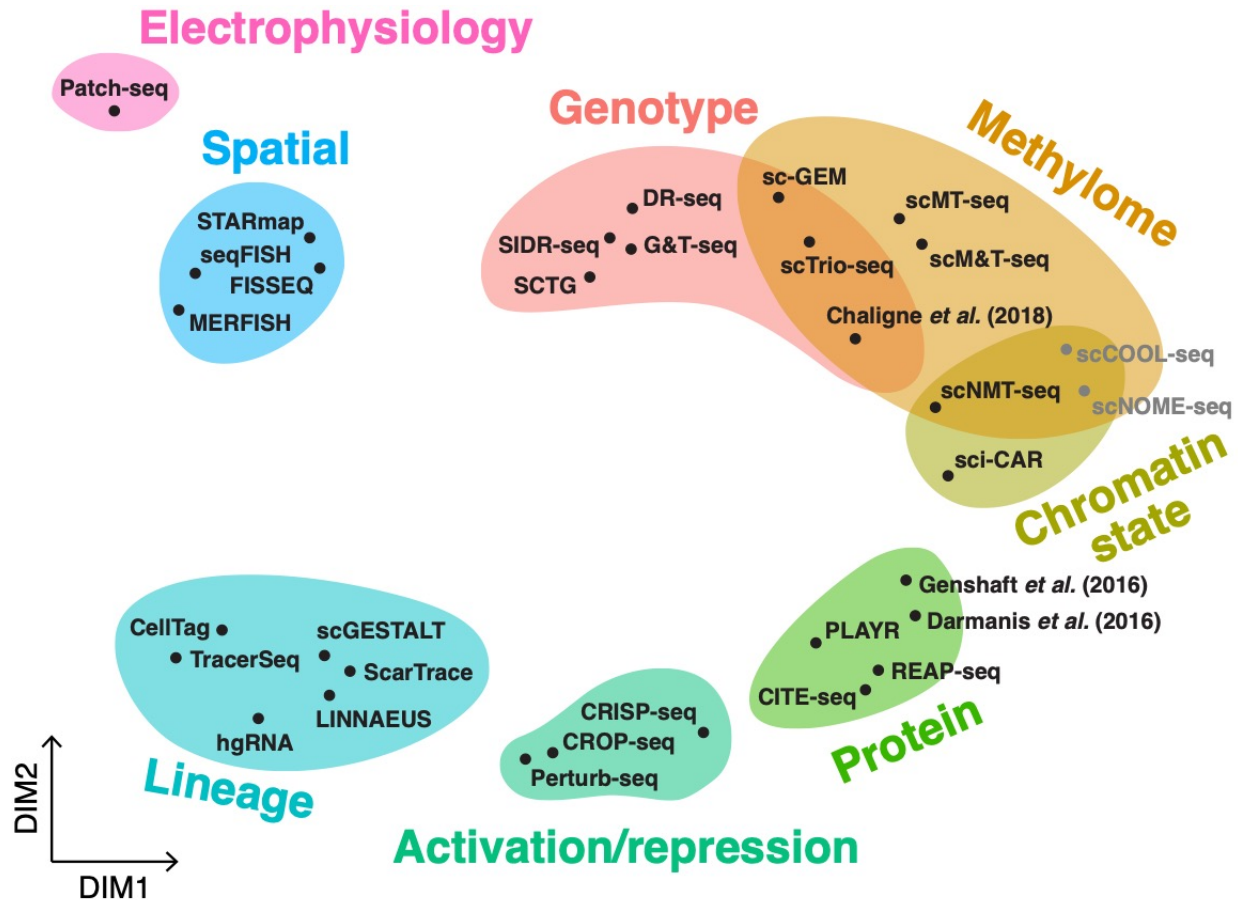 Electrophysiology
Patch-seq
Spatial
STARmap
seqFISH
FISSEQ
MERFISH
Genotype
DR-seq
SIDR-seq
G&T-seq
SCTG
Methylome
sc-GEM
scMT-seq
scTrio-seq
scM&T-seq
Chaligne et al. (2018)
scCOOL-seq
scNMT-seq
scNOME-seq
sci-CAR
Chromatin
state
Genshaft et al. (2016)
Darmanis et al. (2016)
PLAYR
REAP-seq
CITE-seq
Protein
CellTag
scGESTALT
TracerSeq
ScarTrace
LINNAEUS
hgRNA
Lineage
CRISP-seq
CROP-seq
Perturb-seq
Activation/repression
DIM2
DIM1